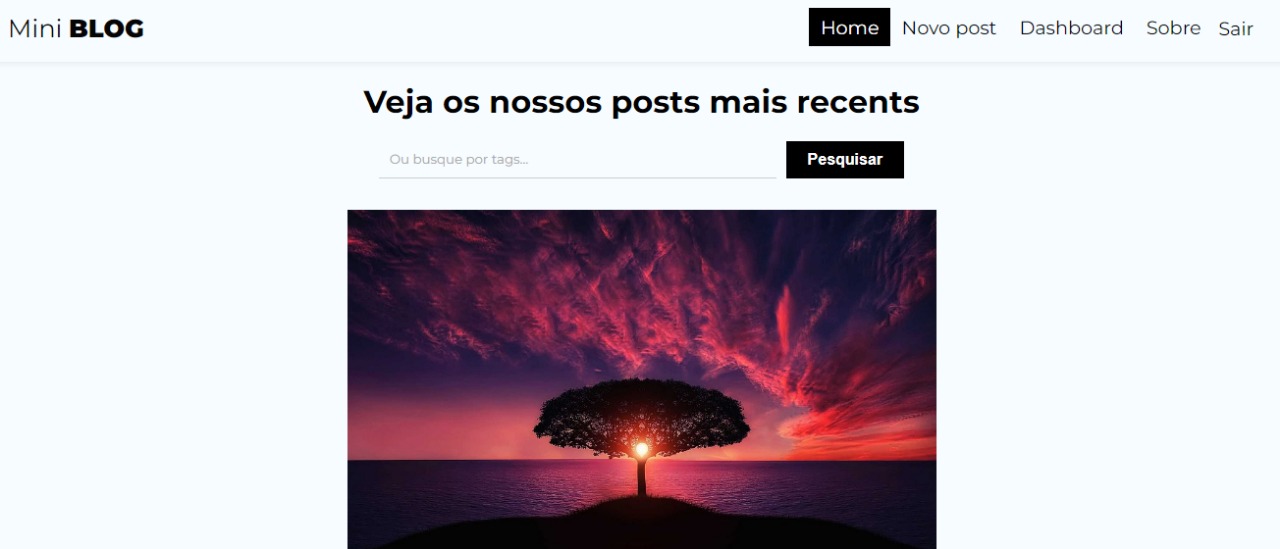 Mini BLOG
Home Novo post Dashboard Sobre Sair
Veja os nossos posts mais recents
Ou busque por tags...
Pesquisar